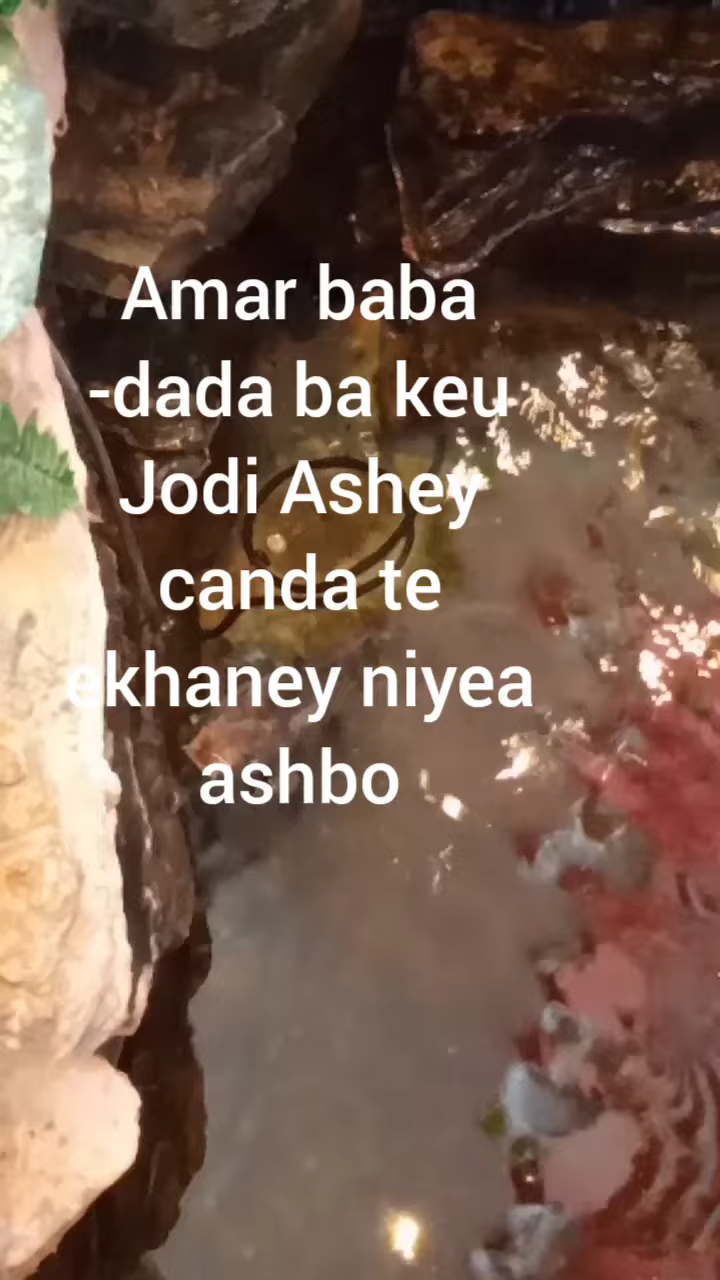 Amar baba
-dada ba keu
Jodi Ashey
canda te
ekhaney niyea
ashbo